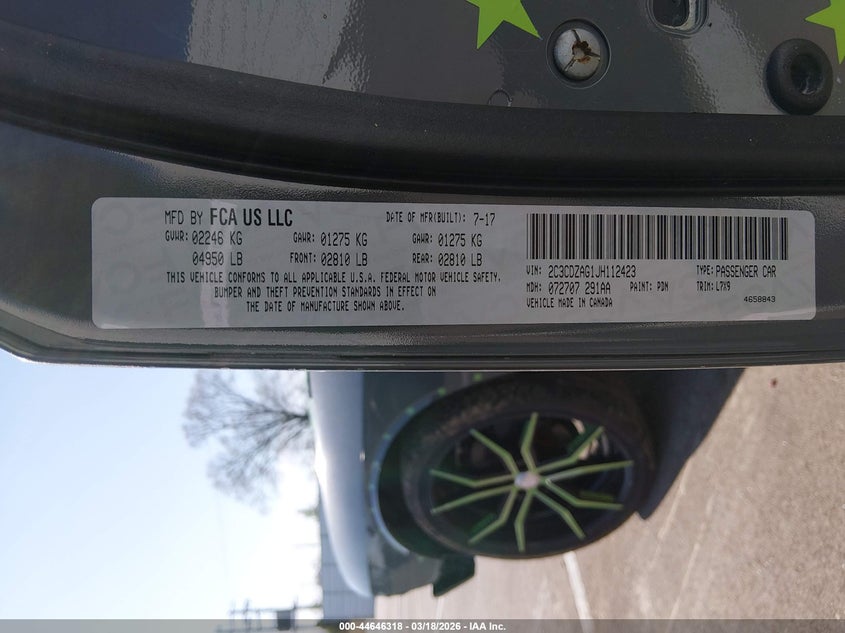 MFD BY FCA US LLC DATE OF MFR(BUILT): 7-17
GVWR: 02246 KG GAWR: 01275 KG 01275 KG
04950 LB FRONT: 02810 LB REAR: 02810 LB
THIS VEHICLE CONFORMS TO ALL APPLICABLE U.S.A. FEDERAL MOTOR VEHICLE SAFETY,
BUMPER AND THEFT PREVENTION STANDARDS IN EFFECT ON
THE DATE OF MANUFACTURE SHOWN ABOVE.
VIN: 2C3CDZAG1JH112423 TYPE: PASSENGER CAR
MDH: 072707 291AA PAINT: PDN TRIM: L7X9
VEHICLE MADE IN CANADA 4658843
000-44646318 - 03/18/2026 - IAA Inc.